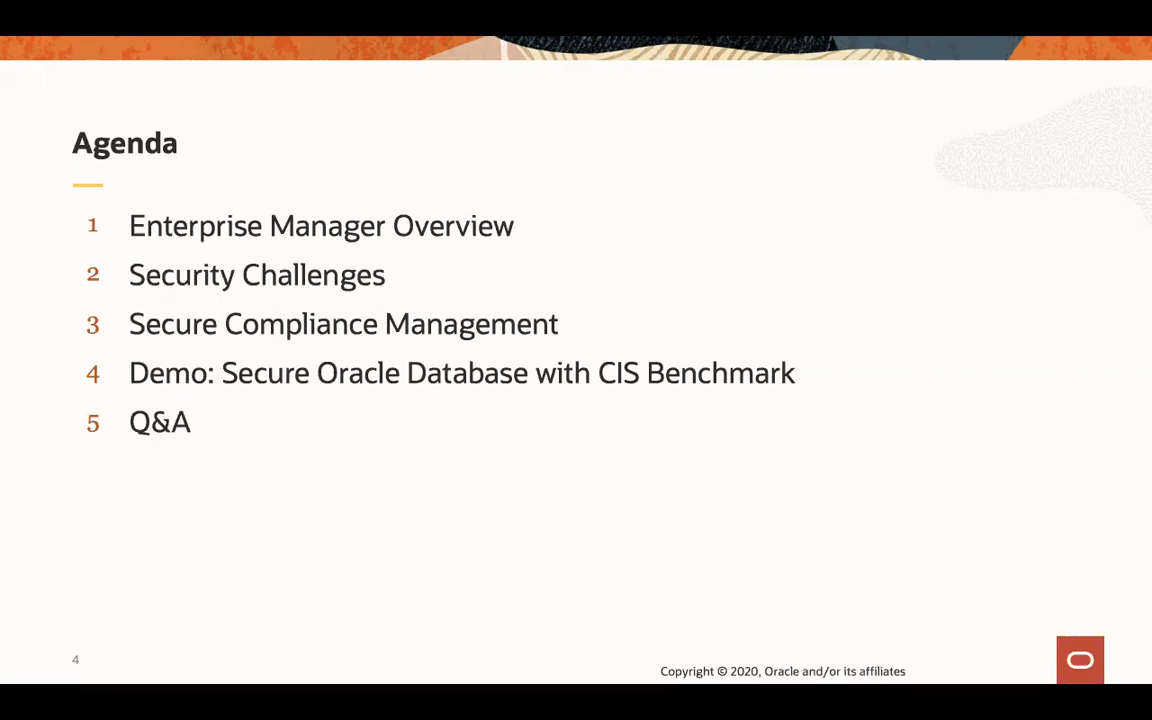 Agenda
1 Enterprise Manager Overview
2 Security Challenges
3 Secure Compliance Management
4 Demo: Secure Oracle Database with CIS Benchmark
5 Q&A
4
Copyright © 2020, Oracle and/or its affiliates